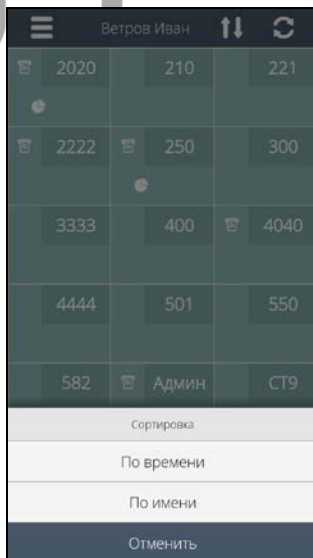 Ветров Иван
2020 210 221
2222 250 300
3333 400 4040
4444 501 550
582 Админ СТ9
Сортировка
По времени
По имени
Отменить